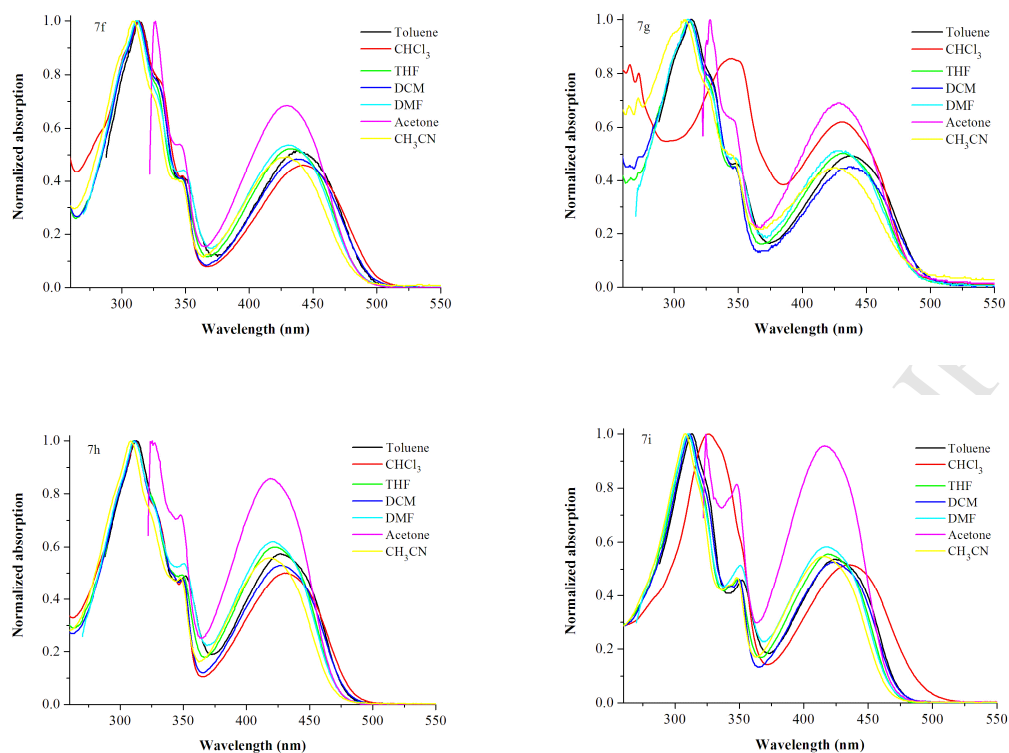 7f
Toluene
CHCl3
THF
DCM
DMF
Acetone
CH3CN
1.0
0.8
0.6
0.4
0.2
0.0
Normalized absorption
300
350
400
450
500
550
Wavelength (nm)
7g
Toluene
CHCl3
THF
DCM
DMF
Acetone
CH3CN
1.0
0.8
0.6
0.4
0.2
0.0
Normalized absorption
300
350
400
450
500
550
Wavelength (nm)
7h
Toluene
CHCl3
THF
DCM
DMF
Acetone
CH3CN
1.0
0.8
0.6
0.4
0.2
0.0
Normalized absorption
300
350
400
450
500
550
Wavelength (nm)
7i
Toluene
CHCl3
THF
DCM
DMF
Acetone
CH3CN
1.0
0.8
0.6
0.4
0.2
0.0
Normalized absorption
300
350
400
450
500
550
Wavelength (nm)